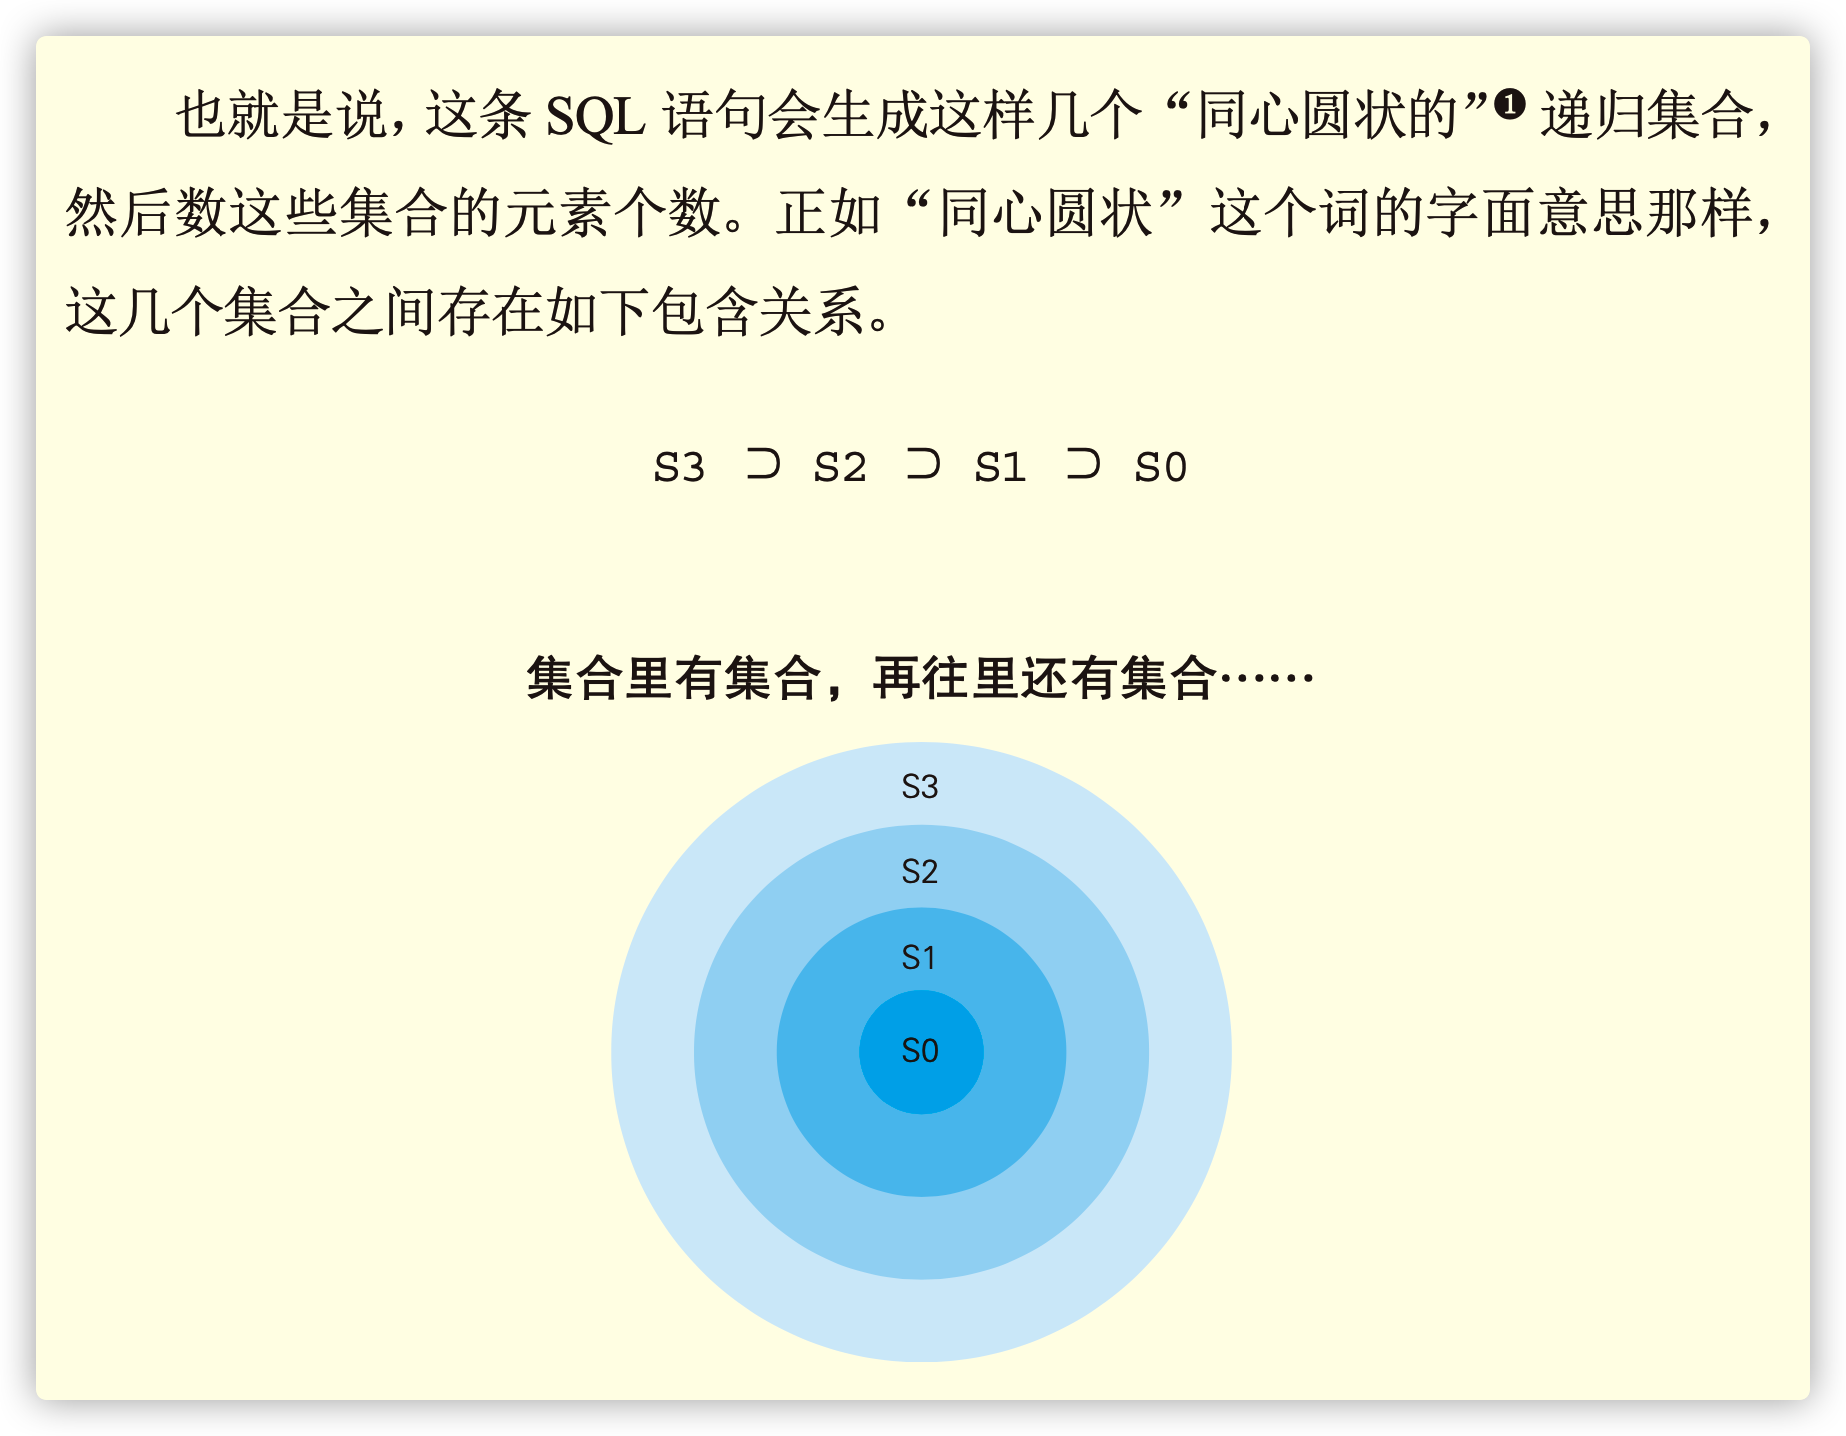 也就是说，这条 SQL 语句会生成这样几个“同心圆状的”❶ 递归集合，
然后数这些集合的元素个数。正如“同心圆状”这个词的字面意思那样，
这几个集合之间存在如下包含关系。
S3 ⊃ S2 ⊃ S1 ⊃ S0
集合里有集合，再往里还有集合……
S3
S2
S1
S0